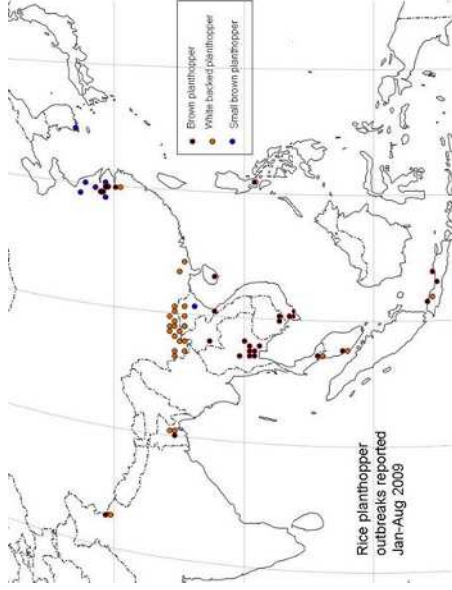 Brown planthopper
White backed planthopper
Small brown planthopper
Rice planthopper
outbreaks reported
Jan-Aug 2009